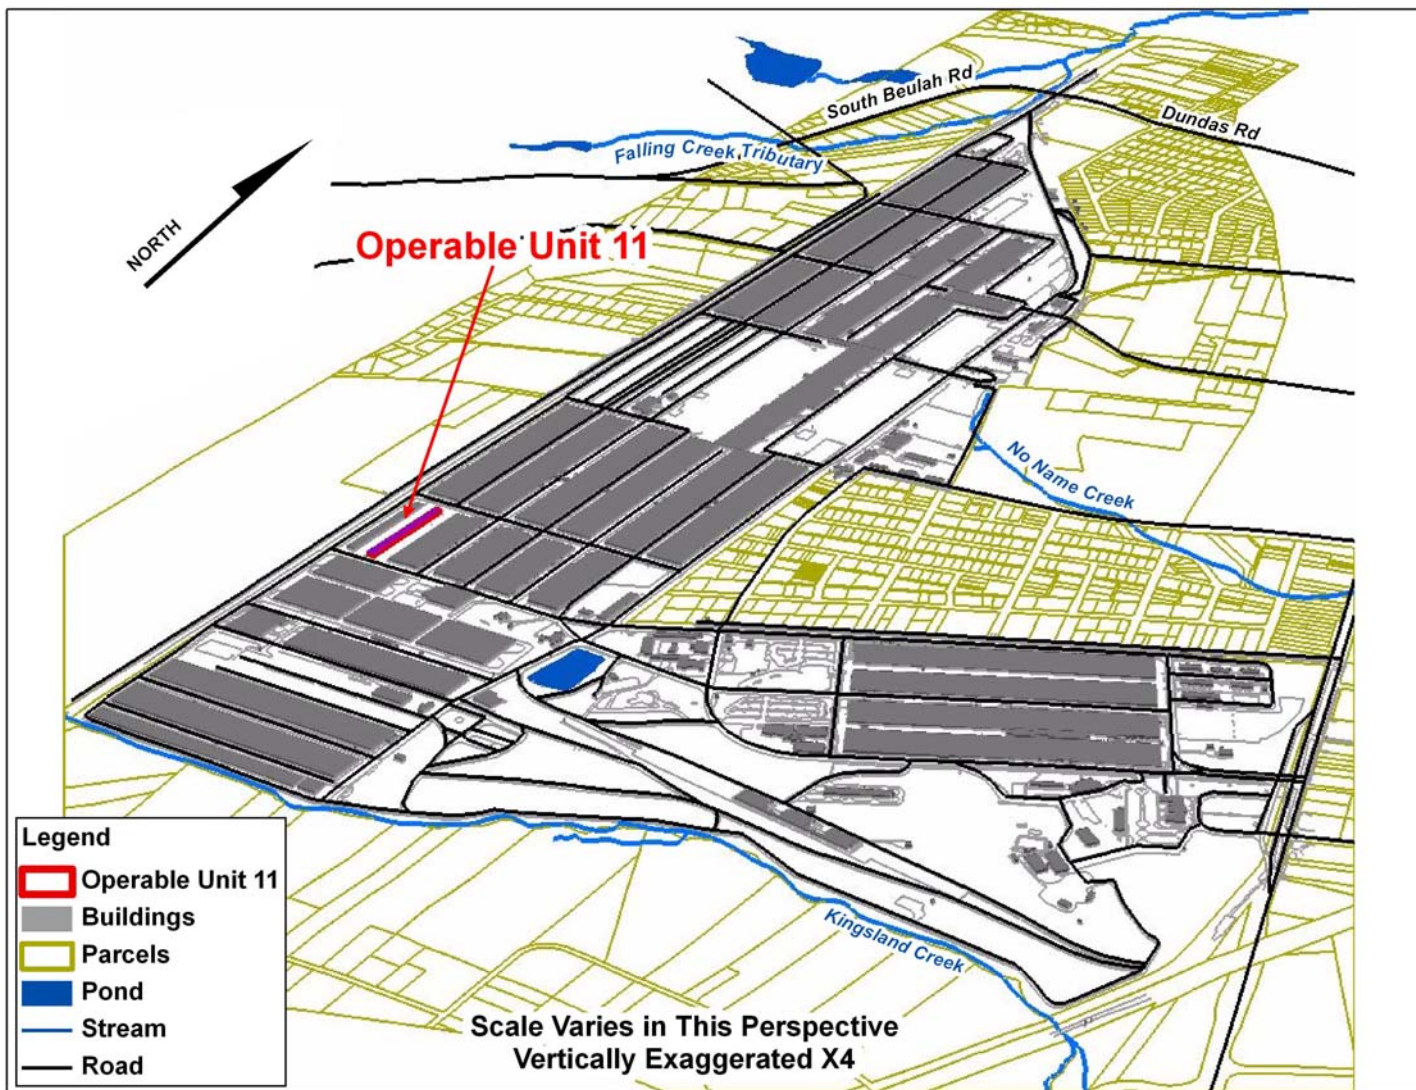 South Beulah Rd
Dundas Rd
Falling Creek Tributary
NORTH
Operable Unit 11
No Name Creek
Kingsland Creek
Legend
Operable Unit 11
Buildings
Parcels
Pond
Stream
Road
Scale Varies in This Perspective
Vertically Exaggerated X4